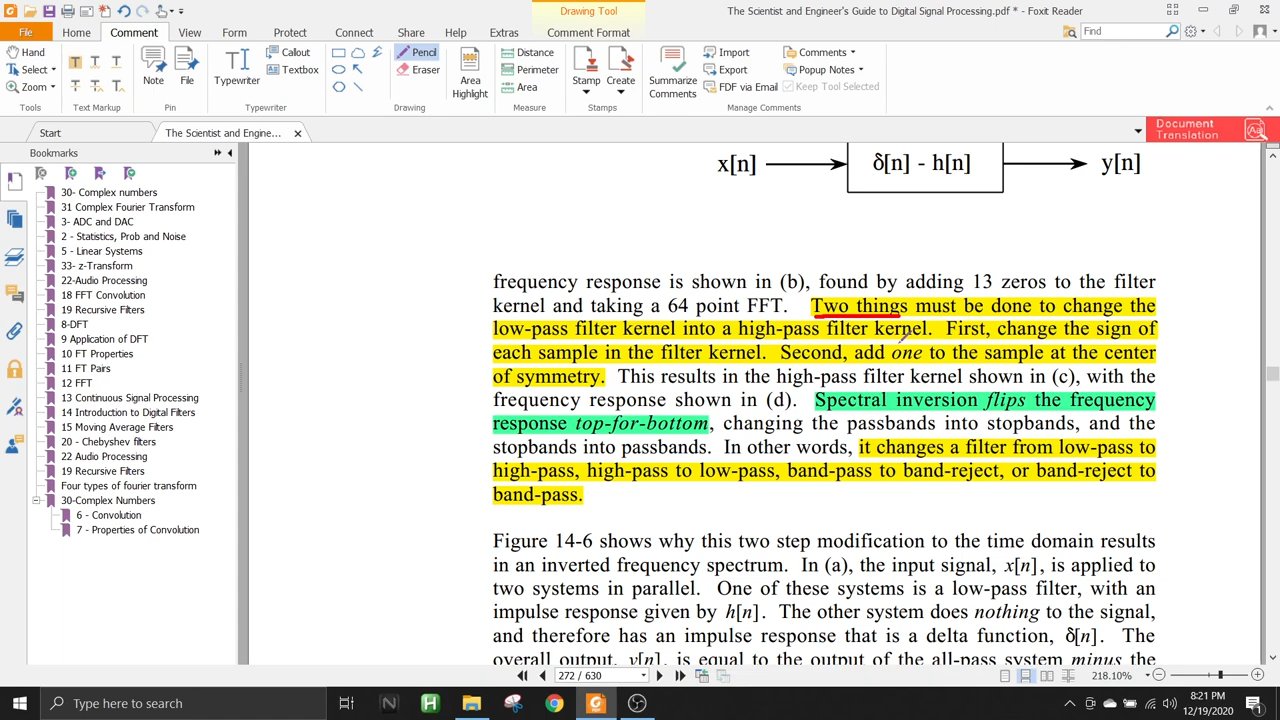 Drawing Tool
The Scientist and Engineer's Guide to Digital Signal Processing.pdf * - Foxit Reader
File Home Comment View Form Protect Connect Share Help Extras Comment Format Find
Hand
Select
Zoom
Tools
Text Markup
Note
File
Pin
Typewriter
Callout
Textbox
Typewriter
Pencil
Eraser
Drawing
Area
Highlight
Distance
Perimeter
Area
Measure
Stamp
Create
Stamps
Summarize
Comments
Import
Export
FDF via Email
Comments
Popup Notes
Keep Tool Selected
Manage Comments
Start
The Scientist and Engine...
Document
Translation
Bookmarks
30- Complex numbers
31 Complex Fourier Transform
3- ADC and DAC
2 - Statistics, Prob and Noise
5 - Linear Systems
33- z-Transform
22-Audio Processing
18 FFT Convolution
19 Recursive Filters
8-DFT
9 Application of DFT
10 FT Properties
11 FT Pairs
12 FFT
13 Continuous Signal Processing
14 Introduction to Digital Filters
15 Moving Average Filters
20 - Chebyshev filters
22 Audio Processing
19 Recursive Filters
Four types of fourier transform
30-Complex Numbers
6 - Convolution
7 - Properties of Convolution
x[n] δ[n] - h[n] y[n]
frequency response is shown in (b), found by adding 13 zeros to the filter
kernel and taking a 64 point FFT. Two things must be done to change the
low-pass filter kernel into a high-pass filter kernel. First, change the sign of
each sample in the filter kernel. Second, add one to the sample at the center
of symmetry. This results in the high-pass filter kernel shown in (c), with the
frequency response shown in (d). Spectral inversion flips the frequency
response top-for-bottom, changing the passbands into stopbands, and the
stopbands into passbands. In other words, it changes a filter from low-pass to
high-pass, high-pass to low-pass, band-pass to band-reject, or band-reject to
band-pass.
Figure 14-6 shows why this two step modification to the time domain results
in an inverted frequency spectrum. In (a), the input signal, x[n], is applied to
two systems in parallel. One of these systems is a low-pass filter, with an
impulse response given by h[n]. The other system does nothing to the signal,
and therefore has an impulse response that is a delta function, δ[n]. The
overall output, y[n], is equal to the output of the all-pass system minus the
272 / 630
218.10%
Type here to search
8:21 PM
12/19/2020